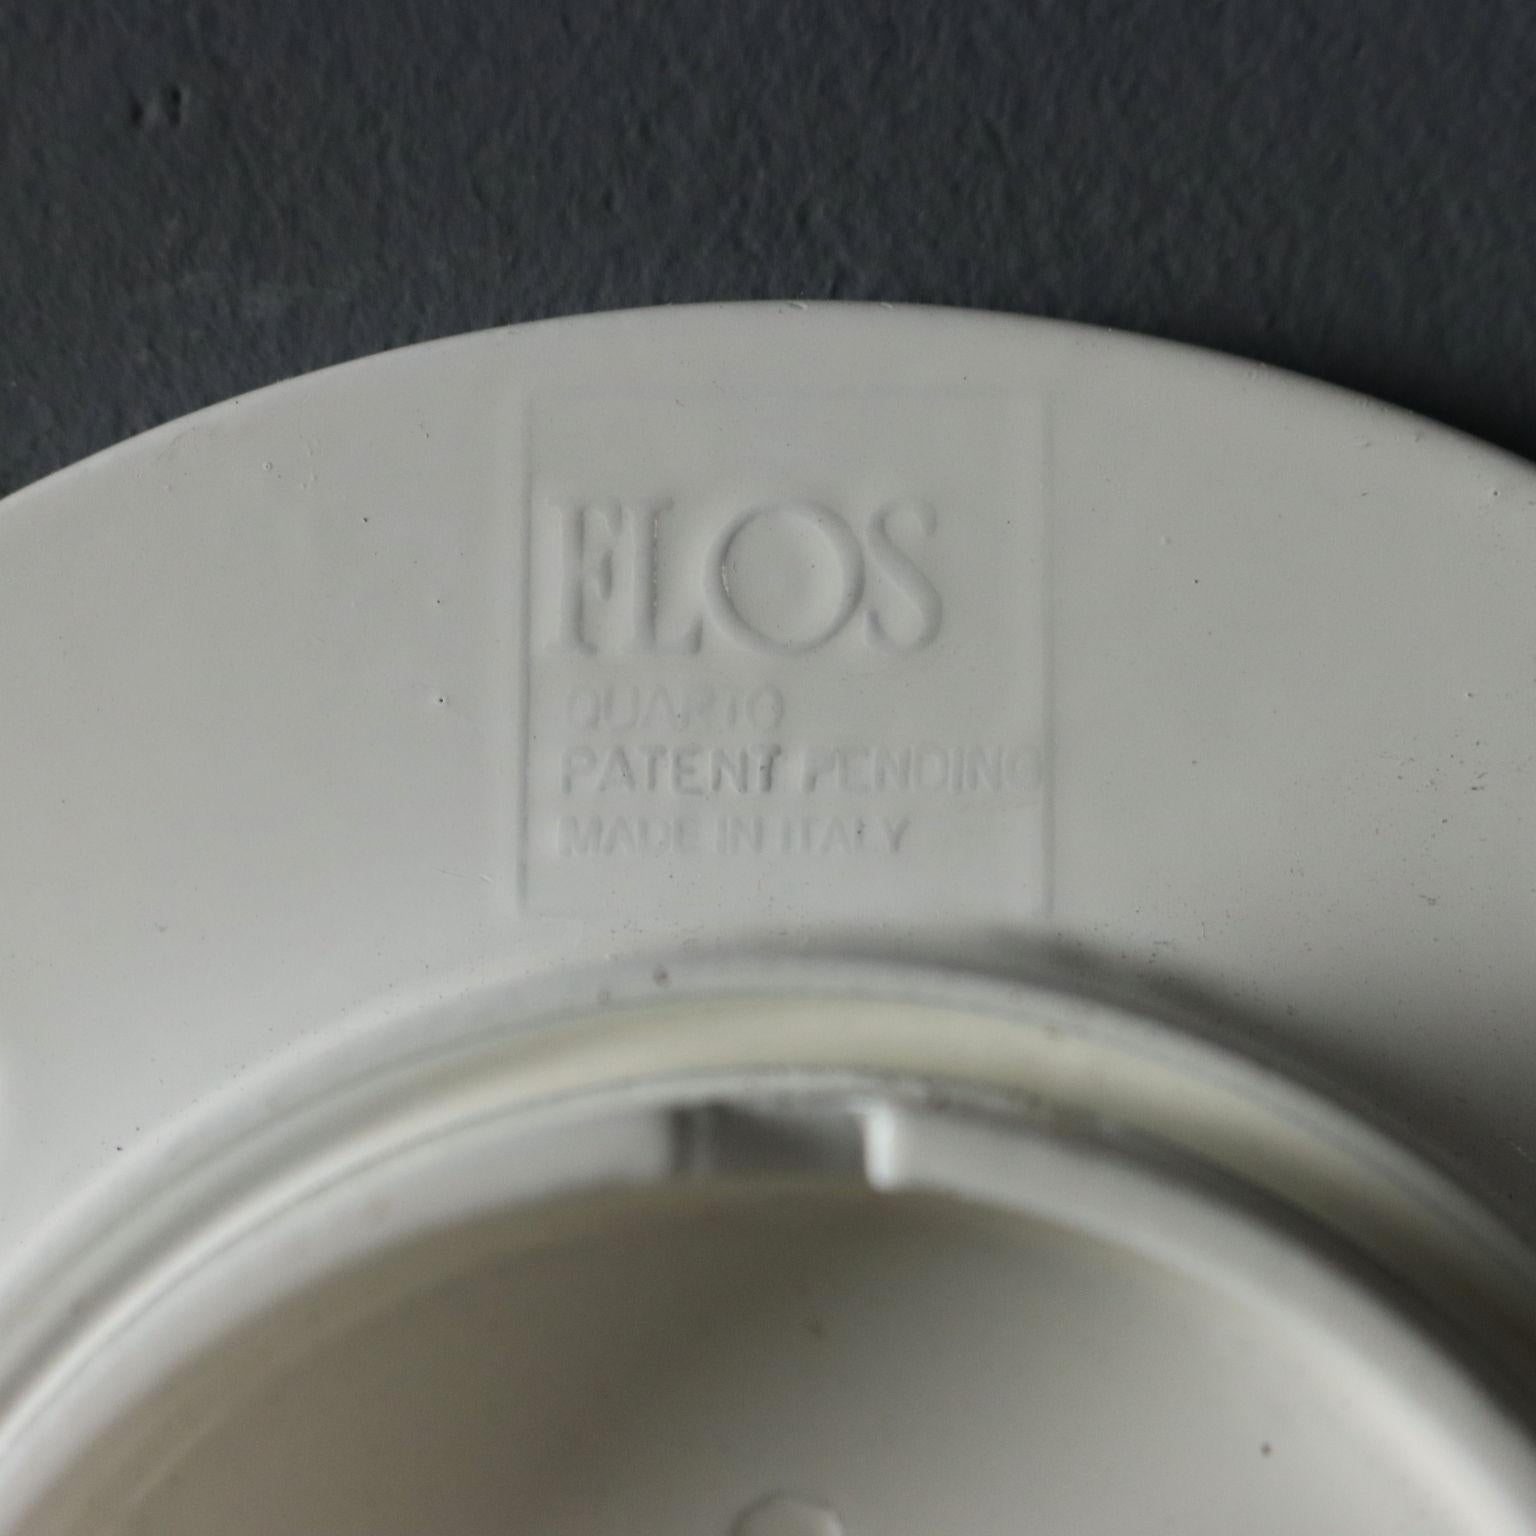 FLOS
QUARTO
PATENT PENDING
MADE IN ITALY